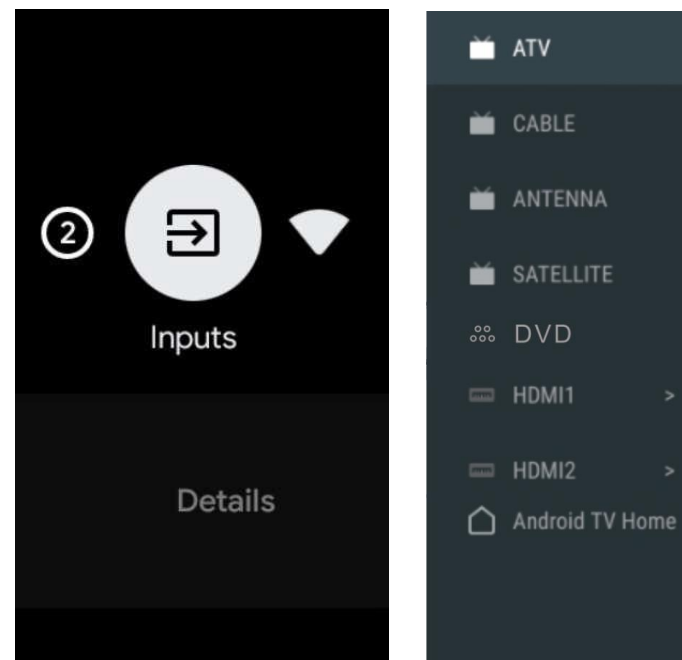 2
Inputs
Details
ATV
CABLE
ANTENNA
SATELLITE
DVD
HDMI1 >
HDMI2 >
Android TV Home